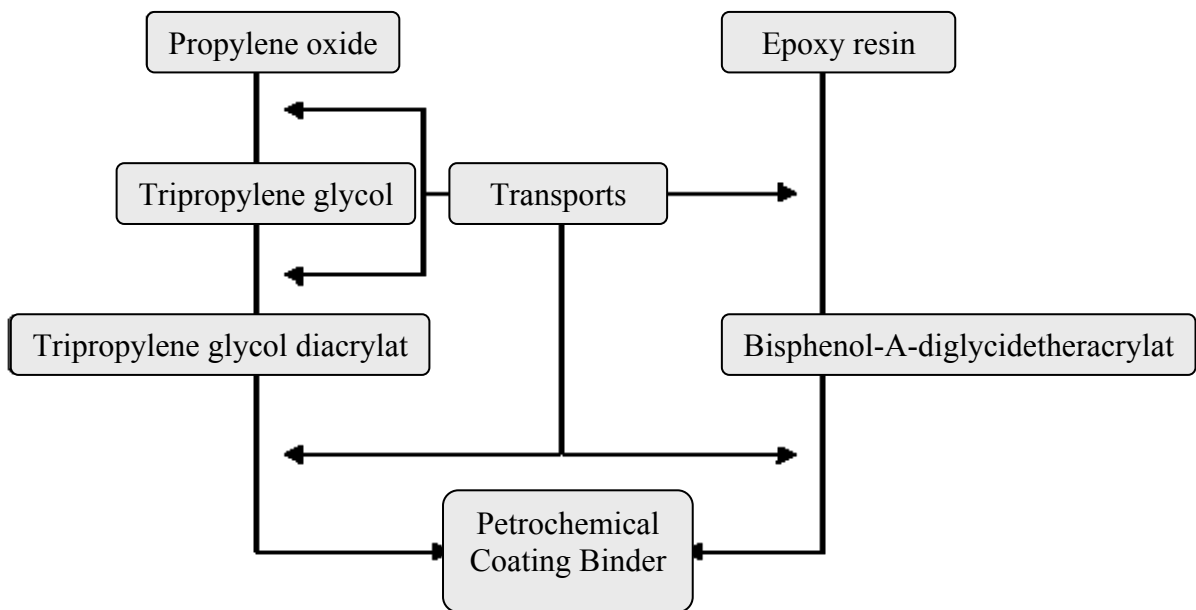 Propylene oxide
Epoxy resin
Tripropylene glycol
Transports
Tripropylene glycol diacrylat
Bisphenol-A-diglycidetheracrylat
Petrochemical
Coating Binder